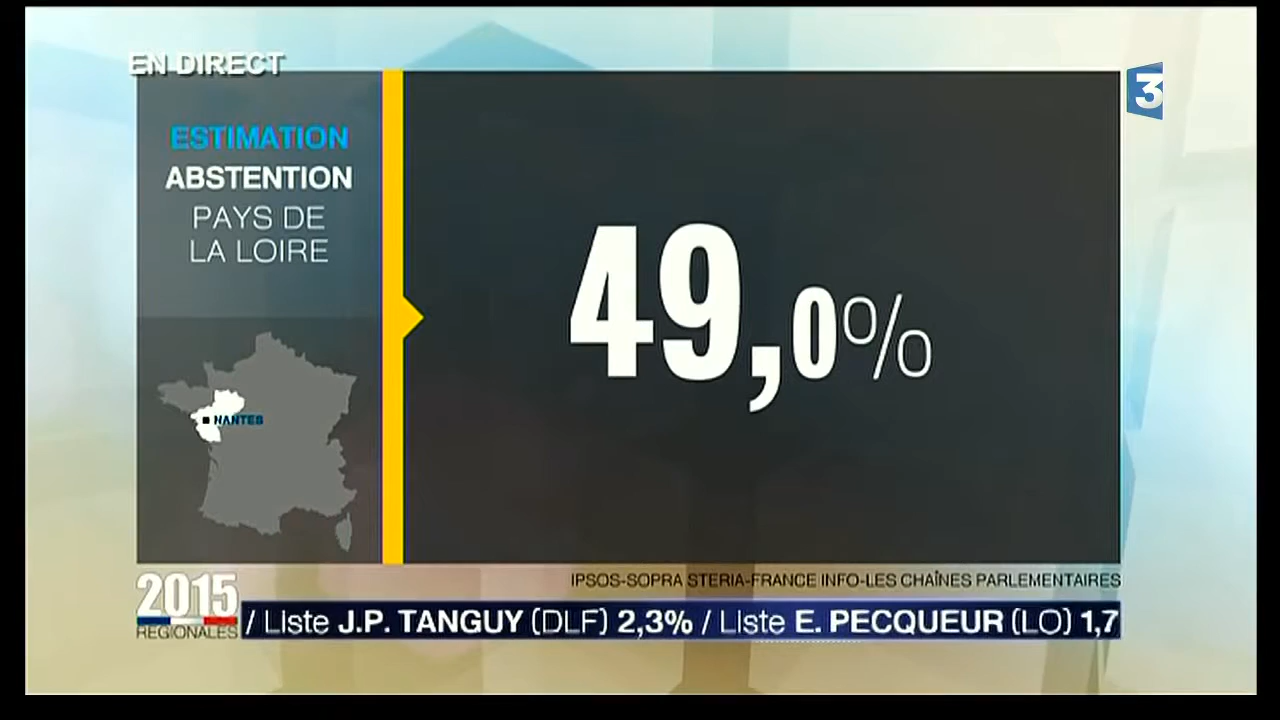 EN DIRECT
3
ESTIMATION
ABSTENTION
PAYS DE
LA LOIRE
49,0%
NANTES
IPSOS-SOPRA STERIA-FRANCE INFO-LES CHAÎNES PARLEMENTAIRES
2015
RÉGIONALES
/ Liste J.P. TANGUY (DLF) 2,3% / Liste E. PECQUEUR (LO) 1,7